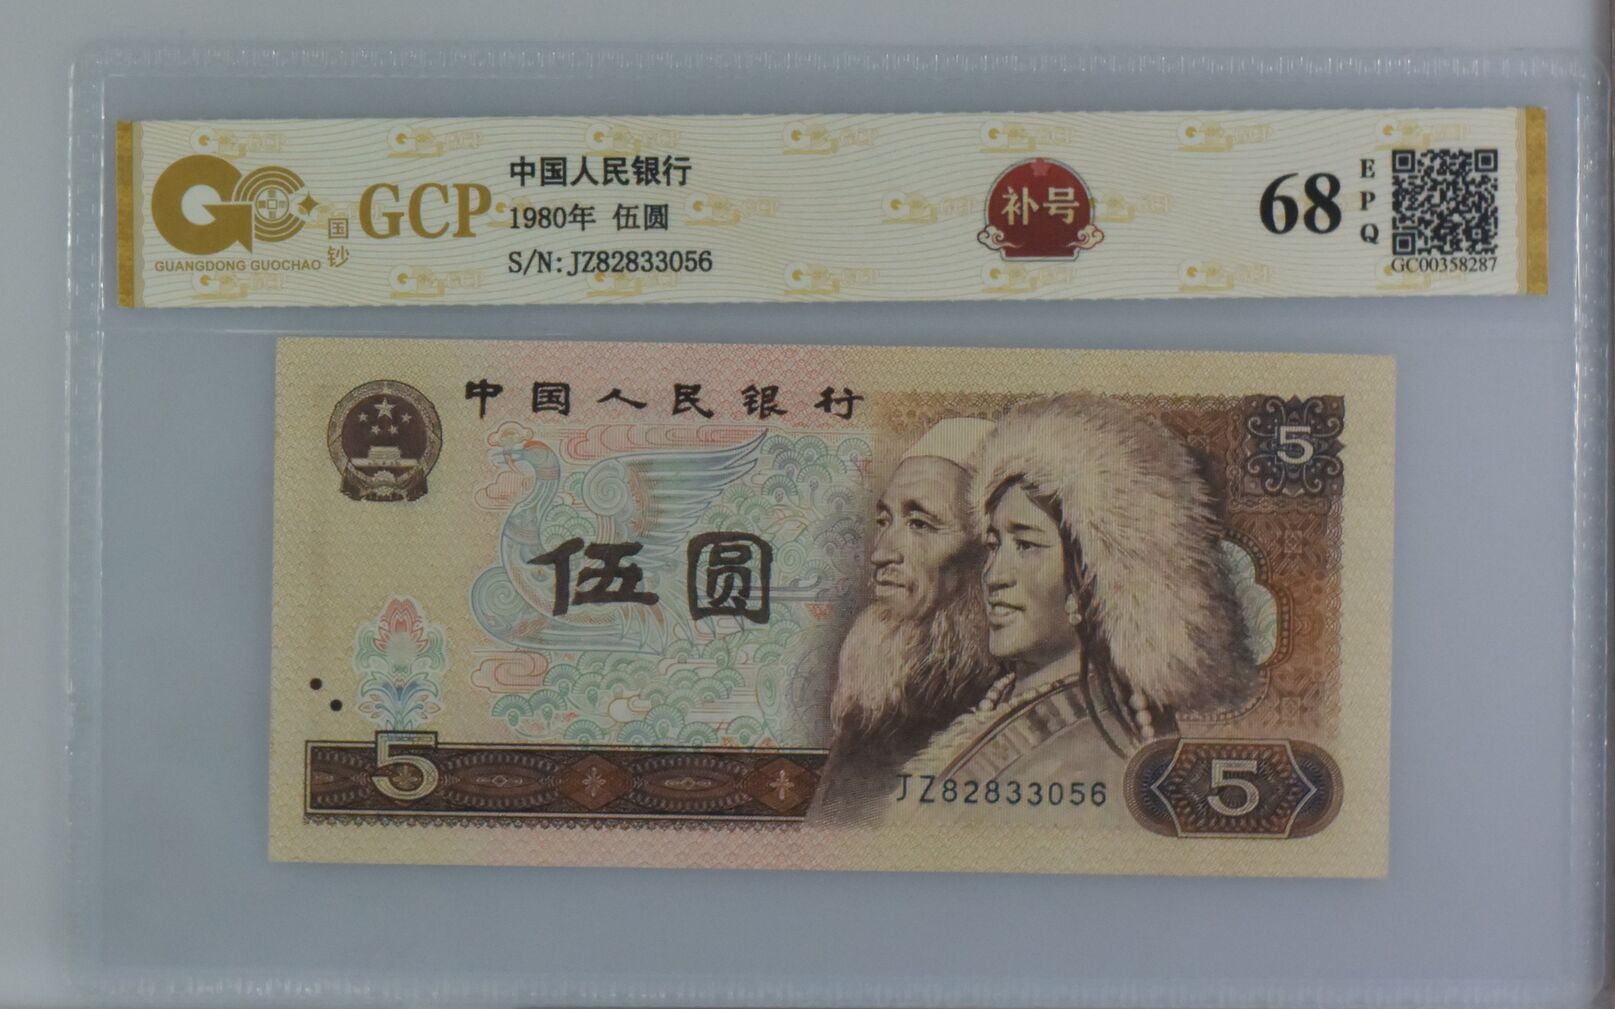 GUANGDONG GUOCHAO
国钞
GCP
中国人民银行
1980年 伍圆
S/N:JZ82833056
补号
68
EPQ
GC00358287
中国人民银行
5
伍圆
5
JZ82833056
5